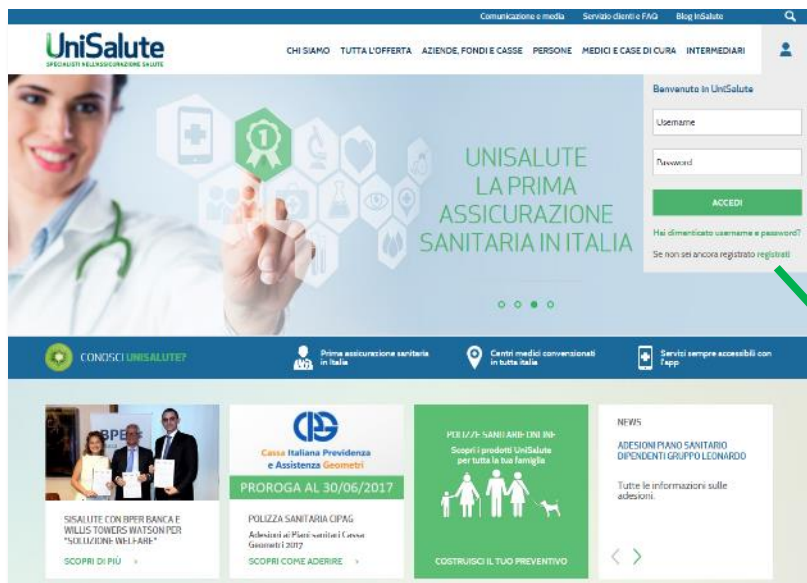 Comunicazione e media Servizio clienti e FAQ Blog InSalute
UniSalute
SPECIALISTI NELL'ASSICURAZIONE SALUTE
CHI SIAMO TUTTA L'OFFERTA AZIENDE, FONDI E CASSE PERSONE MEDICI E CASE DI CURA INTERMEDIARI
Benvenuto in UniSalute
Username
Password
ACCEDI
Hai dimenticato username e password?
Se non sei ancora registrato registrati
UNISALUTE
LA PRIMA
ASSICURAZIONE
SANITARIA IN ITALIA
1
CONOSCI UNISALUTE?
Prima assicurazione sanitaria
in Italia
Centri medici convenzionati
in tutta italia
Servizi sempre accessibili con
l'app
BPE
SISALUTE CON BPER BANCA E
WILLIS TOWERS WATSON PER
"SOLUZIONE WELFARE"
SCOPRI DI PIÙ >
Cassa Italiana Previdenza
e Assistenza Geometri
PROROGA AL 30/06/2017
POLIZZA SANITARIA CIPAG
Adesioni ai Piani sanitari Cassa
Geometri 2017
SCOPRI COME ADERIRE >
POLIZZE SANITARIE ONLINE
Scopri i prodotti UniSalute
per tutta la tua famiglia
COSTRUISCI IL TUO PREVENTIVO
NEWS
ADESIONI PIANO SANITARIO
DIPENDENTI GRUPPO LEONARDO
Tutte le informazioni sulle
adesioni.